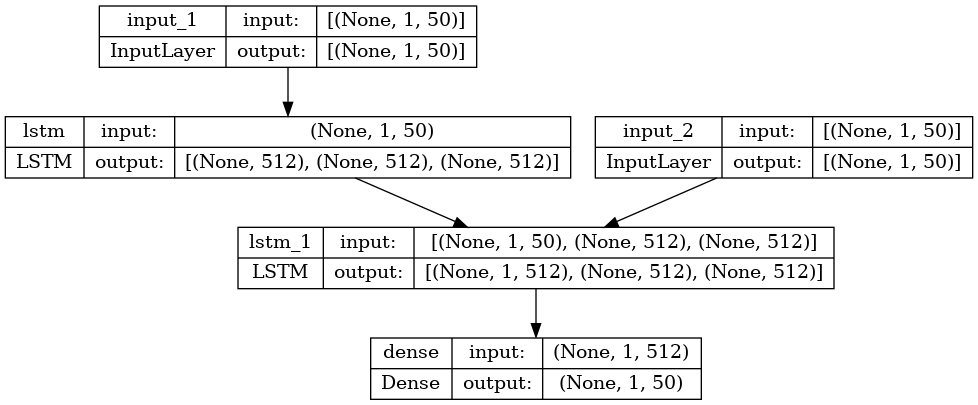 input_1 input: [(None, 1, 50)]
InputLayer output: [(None, 1, 50)]
lstm input: (None, 1, 50)
LSTM output: [(None, 512), (None, 512), (None, 512)]
input_2 input: [(None, 1, 50)]
InputLayer output: [(None, 1, 50)]
lstm_1 input: [(None, 1, 50), (None, 512), (None, 512)]
LSTM output: [(None, 1, 512), (None, 512), (None, 512)]
dense input: (None, 1, 512)
Dense output: (None, 1, 50)